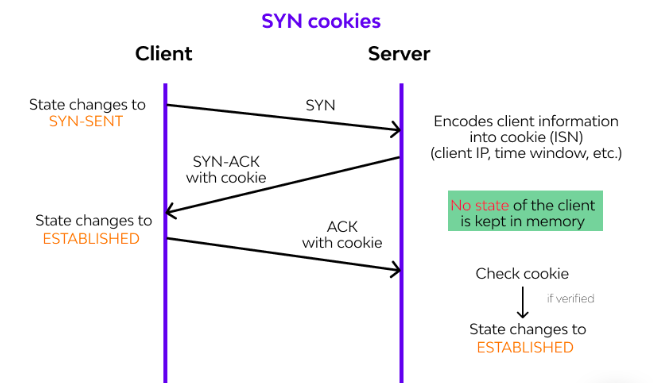 SYN cookies
Client
Server
State changes to
SYN-SENT
SYN
Encodes client information
into cookie (ISN)
(client IP, time window, etc.)
SYN-ACK
with cookie
No state of the client
is kept in memory
State changes to
ESTABLISHED
ACK
with cookie
Check cookie
if verified
State changes to
ESTABLISHED